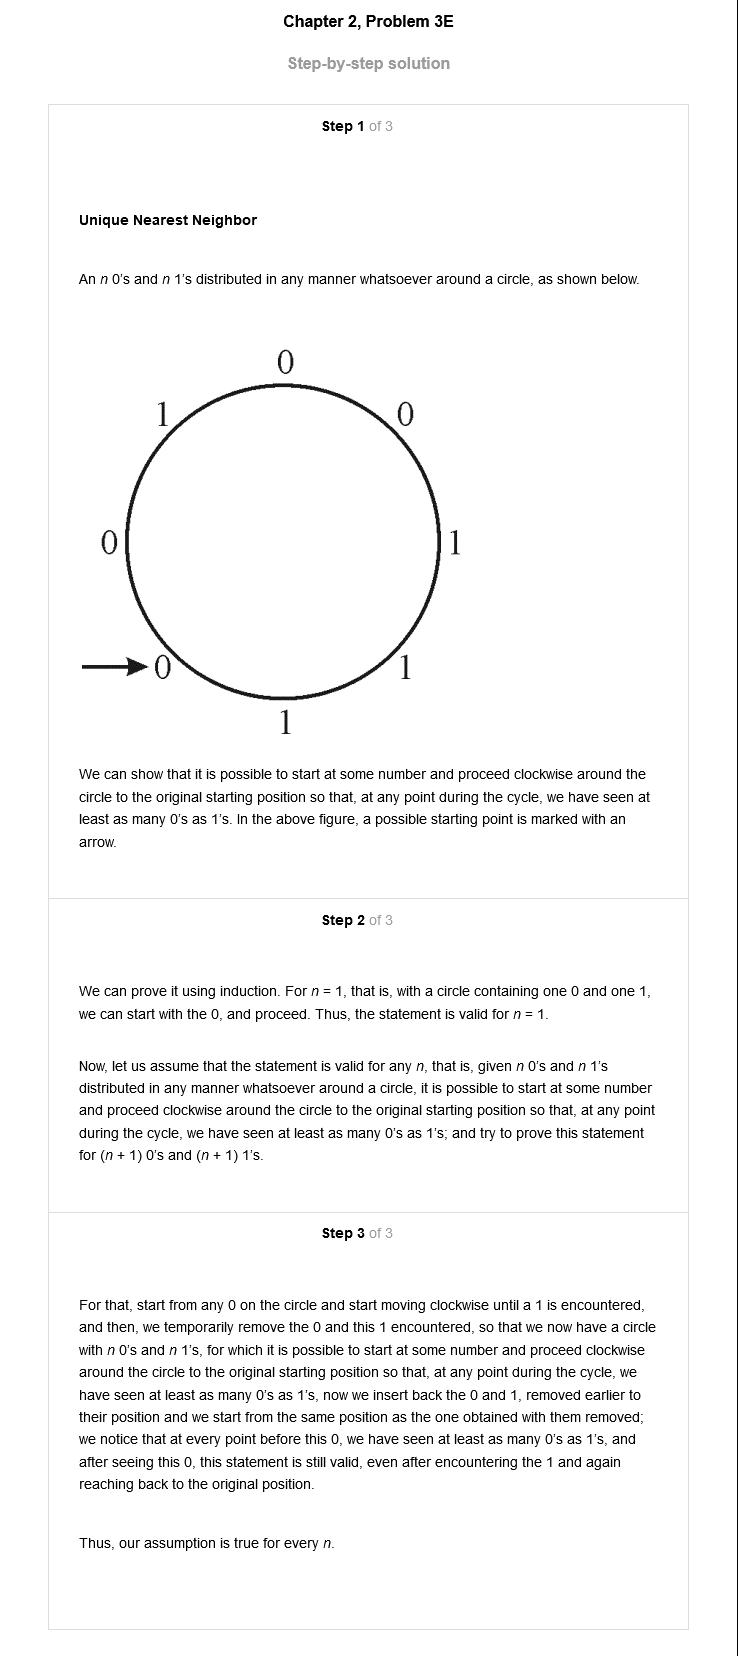 Chapter 2, Problem 3E
Step-by-step solution
Step 1 of 3
Unique Nearest Neighbor
An n 0's and n 1's distributed in any manner whatsoever around a circle, as shown below.
0
1
0
0
1
0
1
1
We can show that it is possible to start at some number and proceed clockwise around the
circle to the original starting position so that, at any point during the cycle, we have seen at
least as many 0's as 1's. In the above figure, a possible starting point is marked with an
arrow.
Step 2 of 3
We can prove it using induction. For n = 1, that is, with a circle containing one 0 and one 1,
we can start with the 0, and proceed. Thus, the statement is valid for n = 1.
Now, let us assume that the statement is valid for any n, that is, given n 0's and n 1's
distributed in any manner whatsoever around a circle, it is possible to start at some number
and proceed clockwise around the circle to the original starting position so that, at any point
during the cycle, we have seen at least as many 0's as 1's; and try to prove this statement
for (n + 1) 0's and (n + 1) 1's.
Step 3 of 3
For that, start from any 0 on the circle and start moving clockwise until a 1 is encountered,
and then, we temporarily remove the 0 and this 1 encountered, so that we now have a circle
with n 0's and n 1's, for which it is possible to start at some number and proceed clockwise
around the circle to the original starting position so that, at any point during the cycle, we
have seen at least as many 0's as 1's, now we insert back the 0 and 1, removed earlier to
their position and we start from the same position as the one obtained with them removed;
we notice that at every point before this 0, we have seen at least as many 0's as 1's, and
after seeing this 0, this statement is still valid, even after encountering the 1 and again
reaching back to the original position.
Thus, our assumption is true for every n.